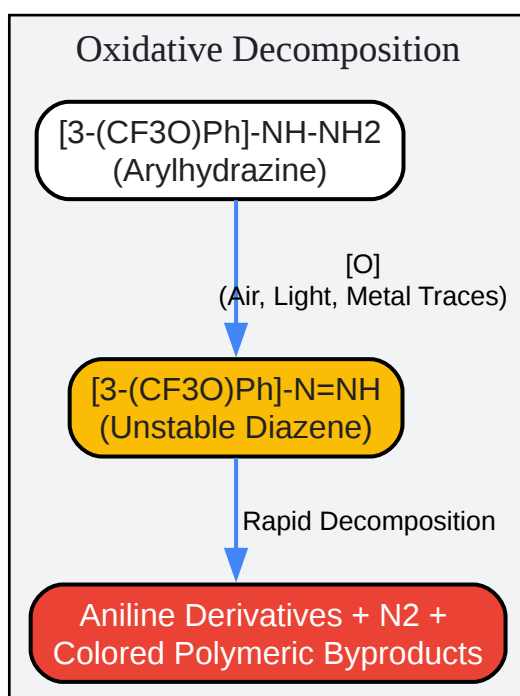 Oxidative Decomposition
[3-(CF3O)Ph]-NH-NH2
(Arylhydrazine)
[O]
(Air, Light, Metal Traces)
[3-(CF3O)Ph]-N=NH
(Unstable Diazene)
Rapid Decomposition
Aniline Derivatives + N2 +
Colored Polymeric Byproducts